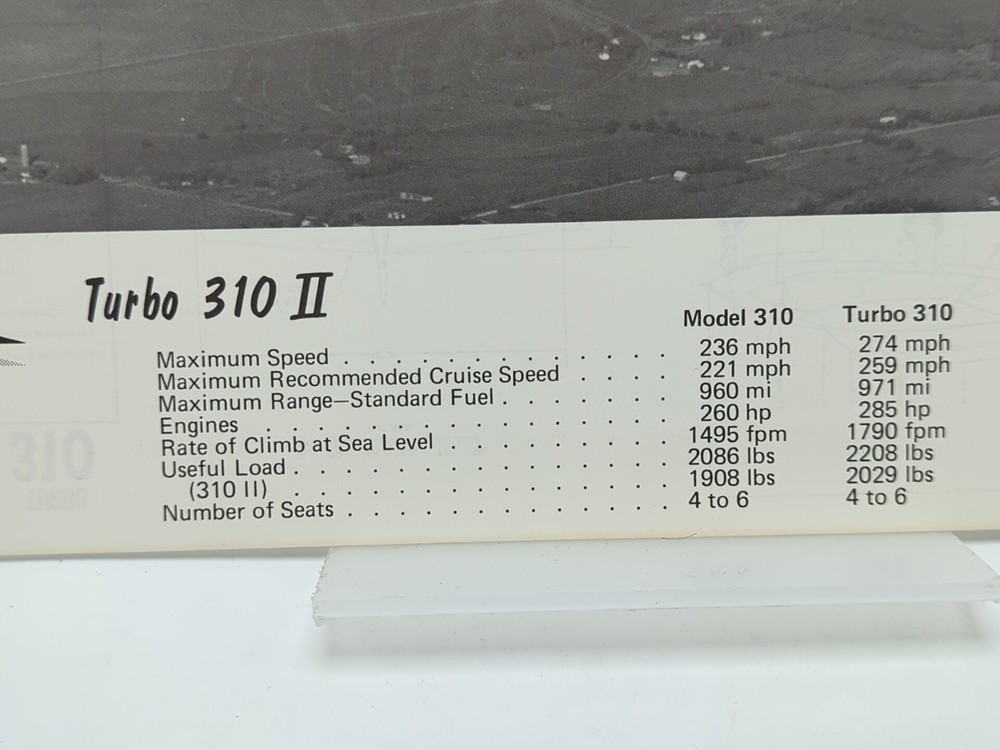 Turbo 310 II
Model 310 Turbo 310
Maximum Speed . . . . . . . . . . . . . 236 mph 274 mph
Maximum Recommended Cruise Speed . . . . 221 mph 259 mph
Maximum Range—Standard Fuel . . . . . . . 960 mi 971 mi
Engines . . . . . . . . . . . . . . . . 260 hp 285 hp
Rate of Climb at Sea Level . . . . . . . . . 1495 fpm 1790 fpm
Useful Load . . . . . . . . . . . . . . . 2086 lbs 2208 lbs
(310 II) . . . . . . . . . . . . . . . 1908 lbs 2029 lbs
Number of Seats . . . . . . . . . . . . . 4 to 6 4 to 6
310
TURBO